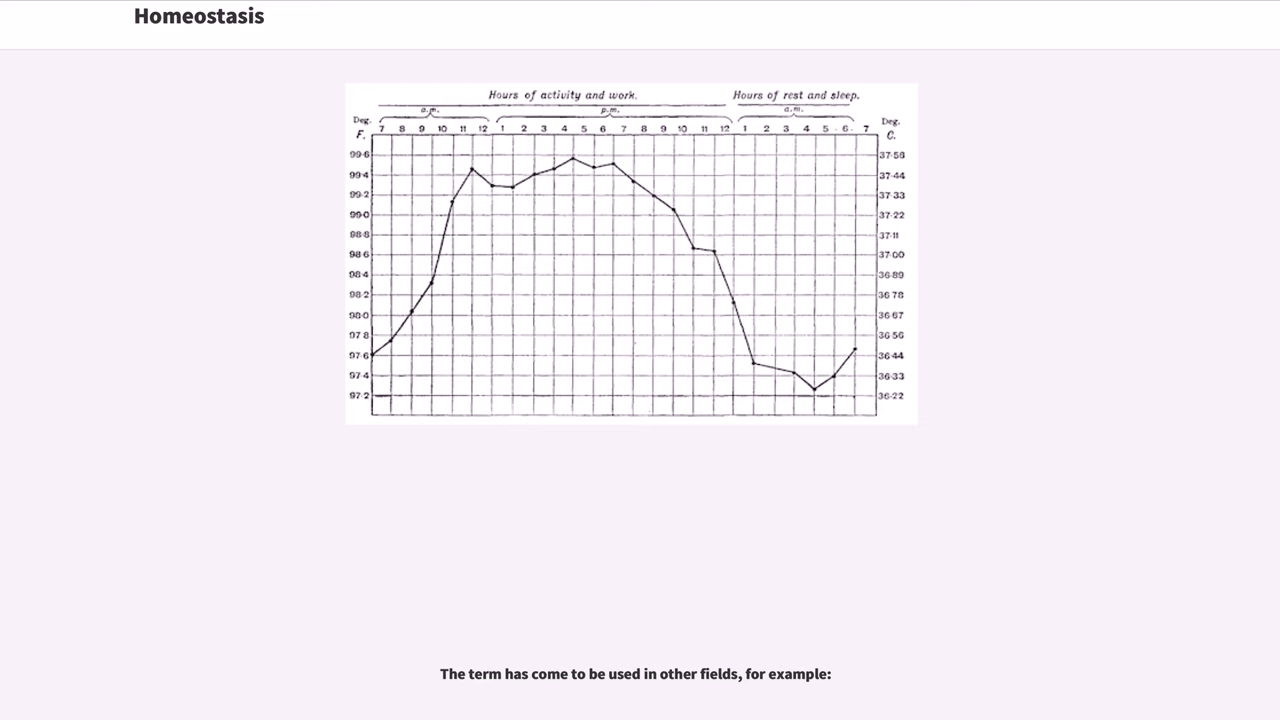 Homeostasis
Hours of activity and work. Hours of rest and sleep.
a.m. p.m. a.m.
Deg. 7 8 9 10 11 12 1 2 3 4 5 6 7 8 9 10 11 12 1 2 3 4 5 6 7 Deg.
F. C.
99·6 37·56
99·4 37·44
99·2 37·33
99·0 37·22
98·8 37·11
98·6 37·00
98·4 36·89
98·2 36·78
98·0 36·67
97·8 36·56
97·6 36·44
97·4 36·33
97·2 36·22
The term has come to be used in other fields, for example: